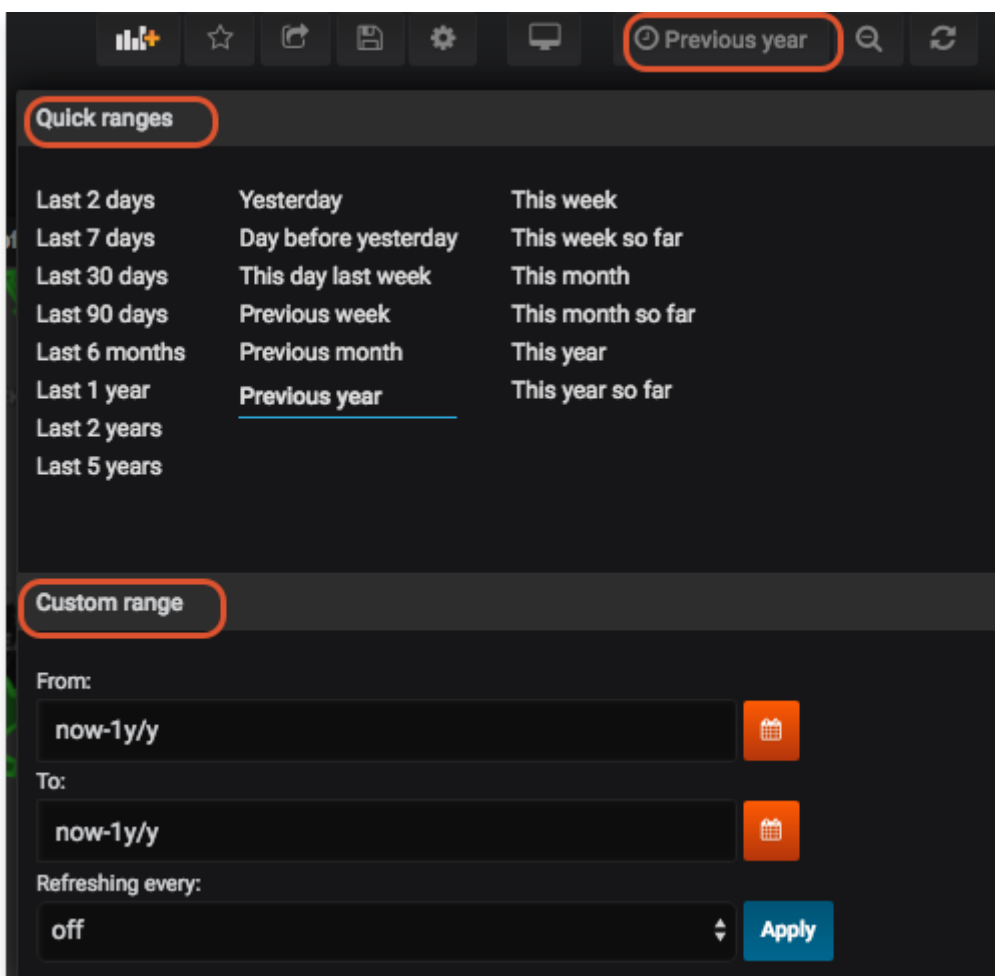 Previous year
Quick ranges
Last 2 days
Yesterday
This week
Last 7 days
Day before yesterday
This week so far
Last 30 days
This day last week
This month
Last 90 days
Previous week
This month so far
Last 6 months
Previous month
This year
Last 1 year
Previous year
This year so far
Last 2 years
Last 5 years
Custom range
From:
now-1y/y
To:
now-1y/y
Refreshing every:
off
Apply